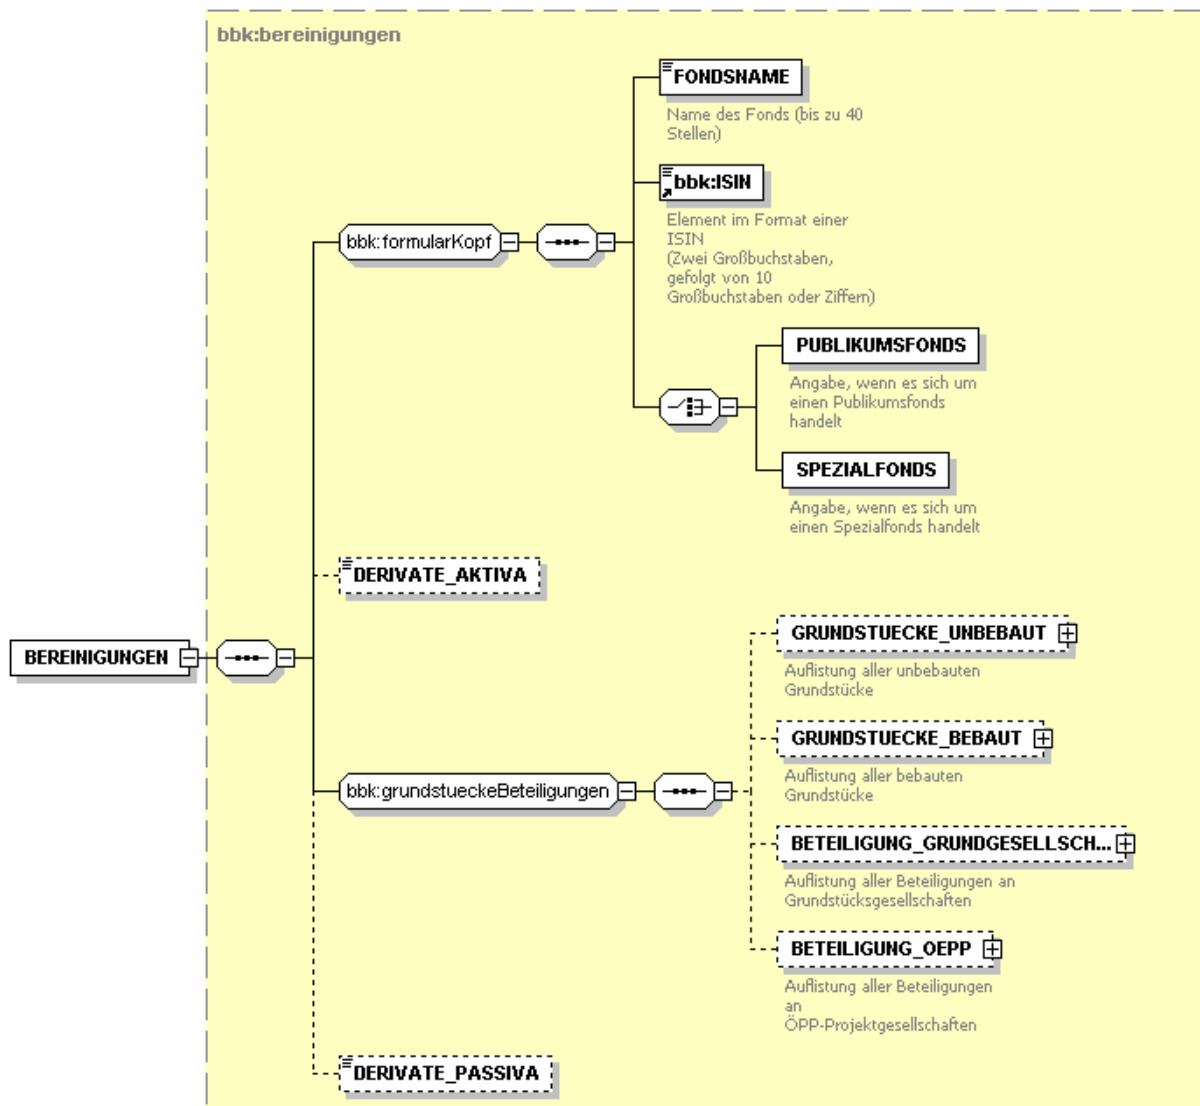 bbk:bereinigungen
FONDSNAME
Name des Fonds (bis zu 40
Stellen)
bbk:ISIN
Element im Format einer
ISIN
(Zwei Großbuchstaben,
gefolgt von 10
Großbuchstaben oder Ziffern)
bbk:formularKopf
PUBLIKUMSFONDS
Angabe, wenn es sich um
einen Publikumsfonds
handelt
SPEZIALFONDS
Angabe, wenn es sich um
einen Spezialfonds handelt
DERIVATE_AKTIVA
BEREINIGUNGEN
GRUNDSTUECKE_UNBEBAUT
Auflistung aller unbebauten
Grundstücke
GRUNDSTUECKE_BEBAUT
Auflistung aller bebauten
Grundstücke
bbk:grundstueckeBeteiligungen
BETEILIGUNG_GRUNDGESELLSCH...
Auflistung aller Beteiligungen an
Grundstücksgesellschaften
BETEILIGUNG_OEPP
Auflistung aller Beteiligungen
an
ÖPP-Projektgesellschaften
DERIVATE_PASSIVA